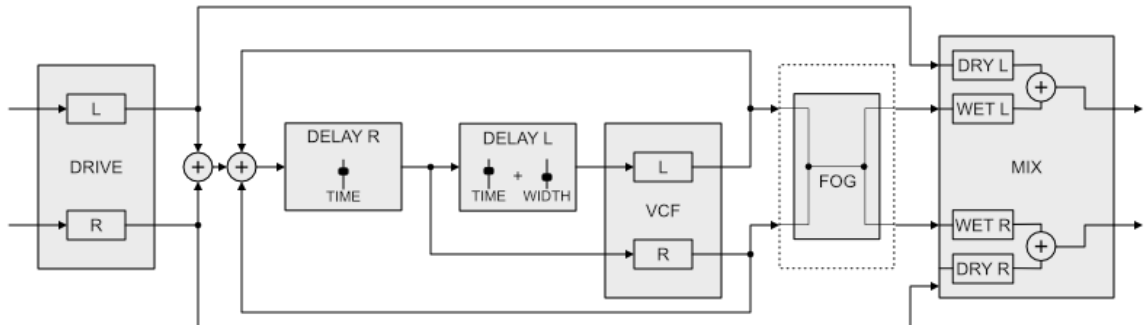 L
DRIVE
R
+
+
DELAY R
TIME
DELAY L
+
TIME
WIDTH
L
VCF
R
FOG
DRY L
+
WET L
MIX
WET R
+
DRY R